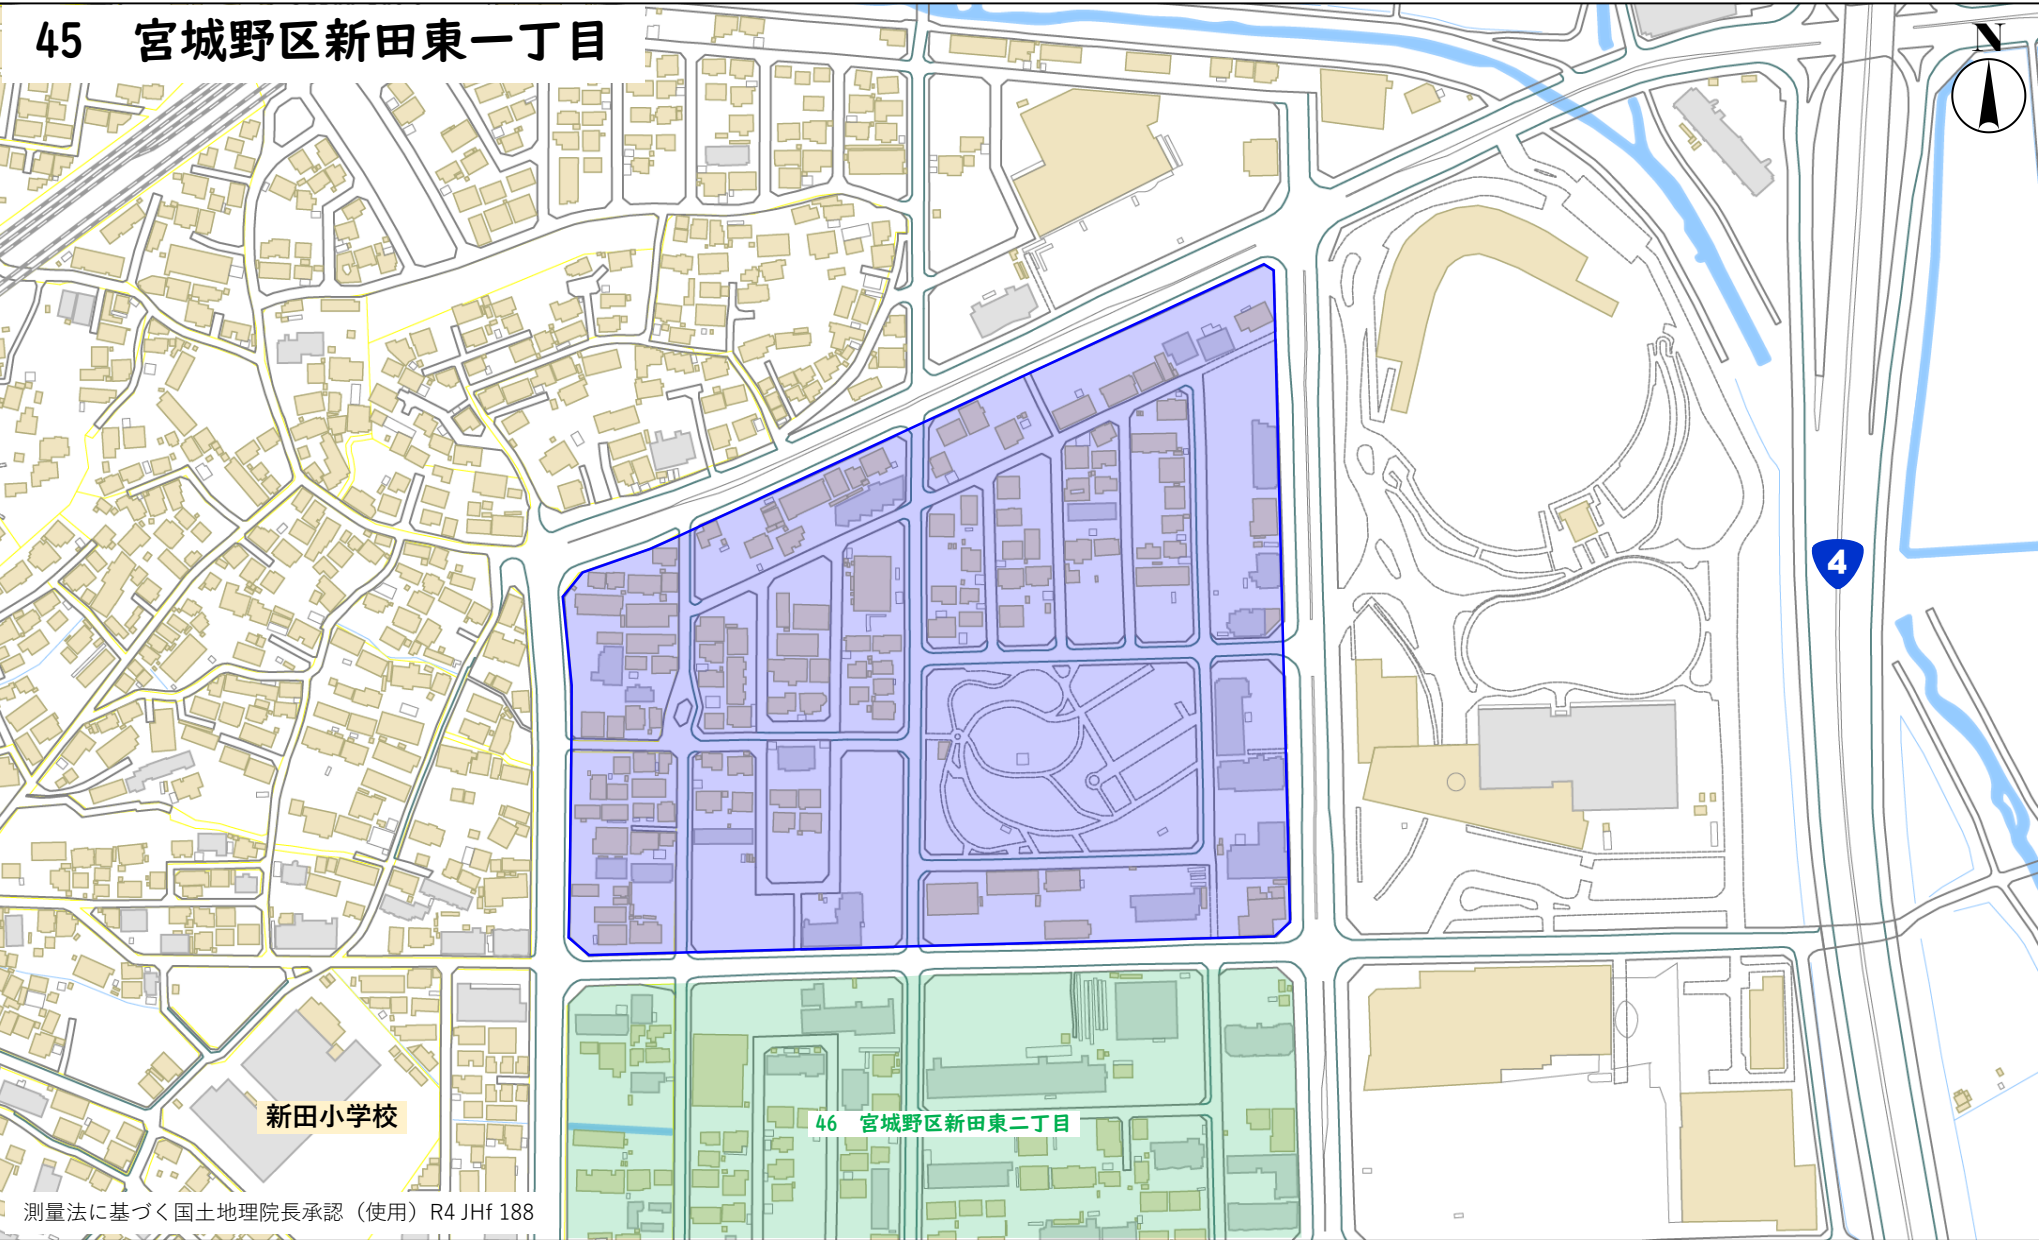 45　宮城野区新田東一丁目
N
4
新田小学校
46　宮城野区新田東二丁目
測量法に基づく国土地理院長承認（使用）R4 JHf 188